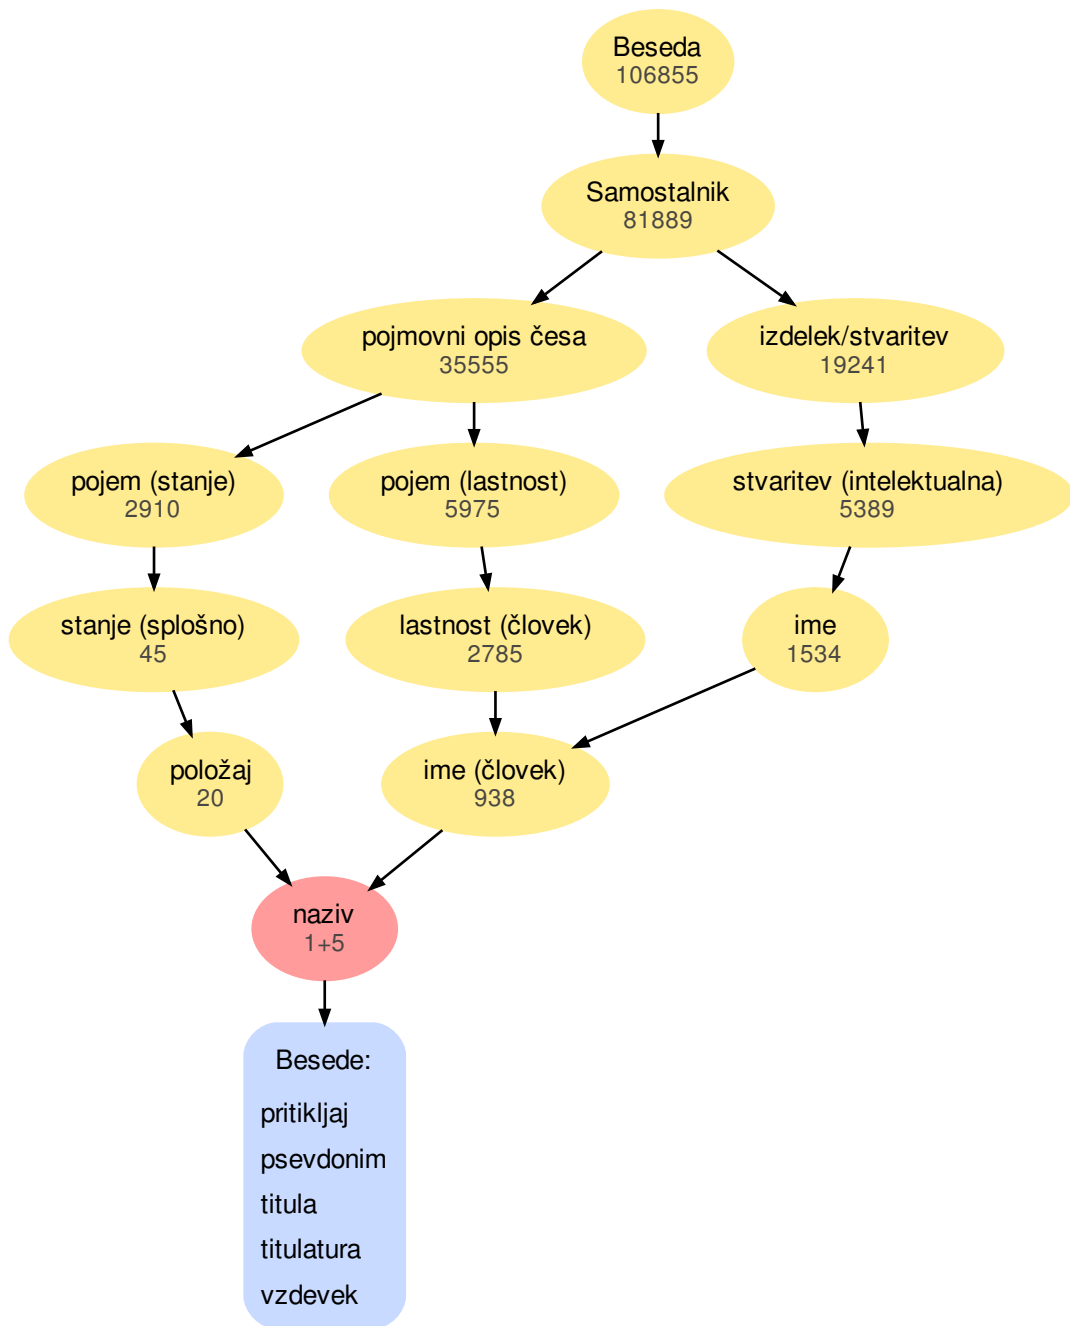 Beseda
106855
Samostalnik
81889
pojmovni opis česa
35555
izdelek/stvaritev
19241
pojem (stanje)
2910
pojem (lastnost)
5975
stvaritev (intelektualna)
5389
stanje (splošno)
45
lastnost (človek)
2785
ime
1534
položaj
20
ime (človek)
938
naziv
1+5
Besede:
pritikljaj
psevdonim
titula
titulatura
vzdevek